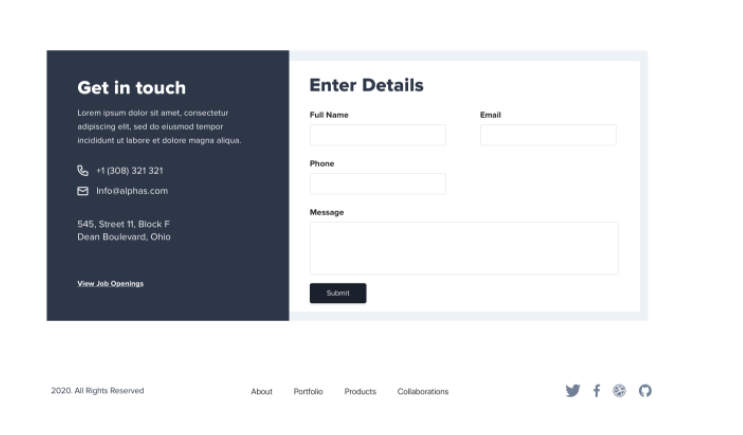 Get in touch
Lorem ipsum dolor sit amet, consectetur
adipiscing elit, sed do eiusmod tempor
incididunt ut labore et dolore magna aliqua.
+1 (308) 321 321
Info@alphas.com
545, Street 11, Block F
Dean Boulevard, Ohio
View Job Openings
Enter Details
Full Name
Email
Phone
Message
Submit
2020. All Rights Reserved
About
Portfolio
Products
Collaborations